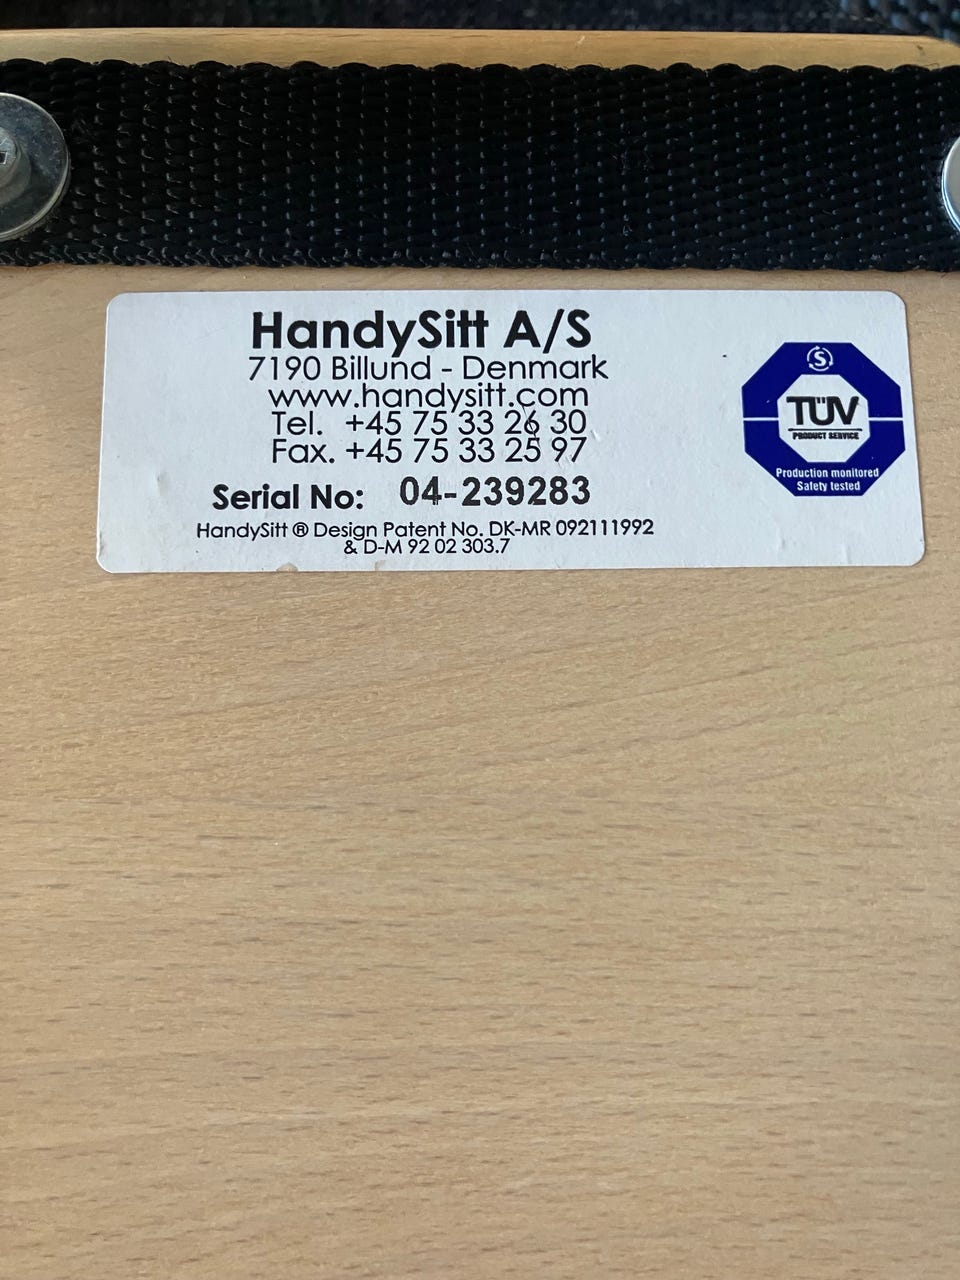 HandySitt A/S
7190 Billund - Denmark
www.handysitt.com
Tel. +45 75 33 26 30
Fax. +45 75 33 25 97
Serial No: 04-239283
HandySitt ® Design Patent No. DK-MR 092111992
& D-M 92 02 303.7
S
TÜV
PRODUCT SERVICE
Production monitored
Safety tested